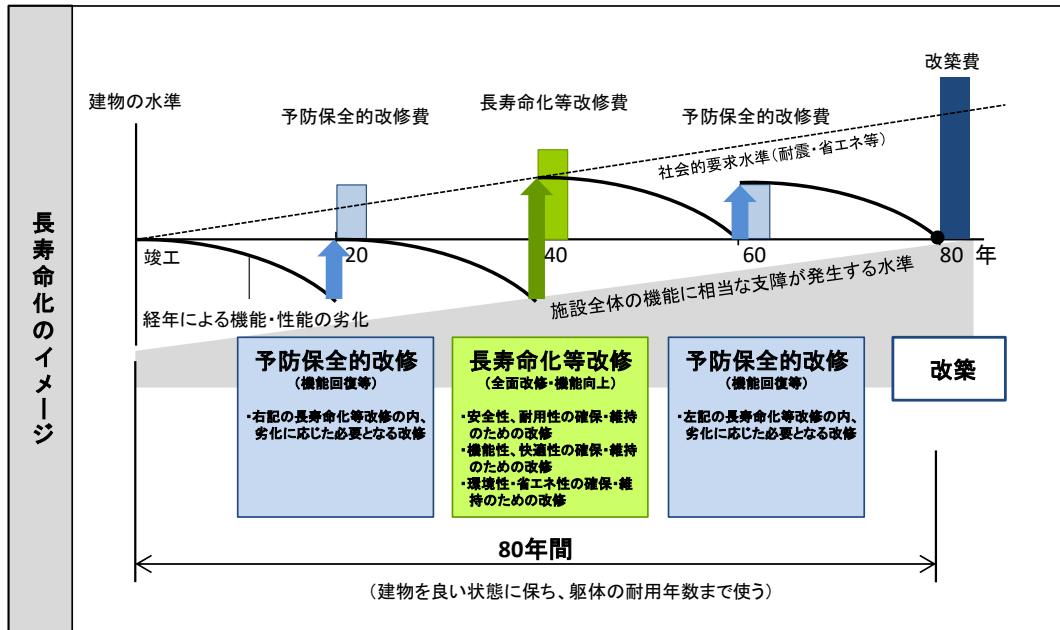 長寿命化のイメージ
改築費
建物の水準
予防保全的改修費
長寿命化等改修費
予防保全的改修費
社会的要求水準(耐震・省エネ等)
竣工
20
40
60
80 年
経年による機能・性能の劣化
施設全体の機能に相当な支障が発生する水準
予防保全的改修
(機能回復等)
・右記の長寿命化等改修の内、
劣化に応じた必要となる改修
長寿命化等改修
(全面改修・機能向上)
・安全性、耐用性の確保・維持
のための改修
・機能性、快適性の確保・維持
のための改修
・環境性・省エネ性の確保・維
持のための改修
予防保全的改修
(機能回復等)
・左記の長寿命化等改修の内、
劣化に応じた必要となる改修
改築
80年間
(建物を良い状態に保ち、躯体の耐用年数まで使う)